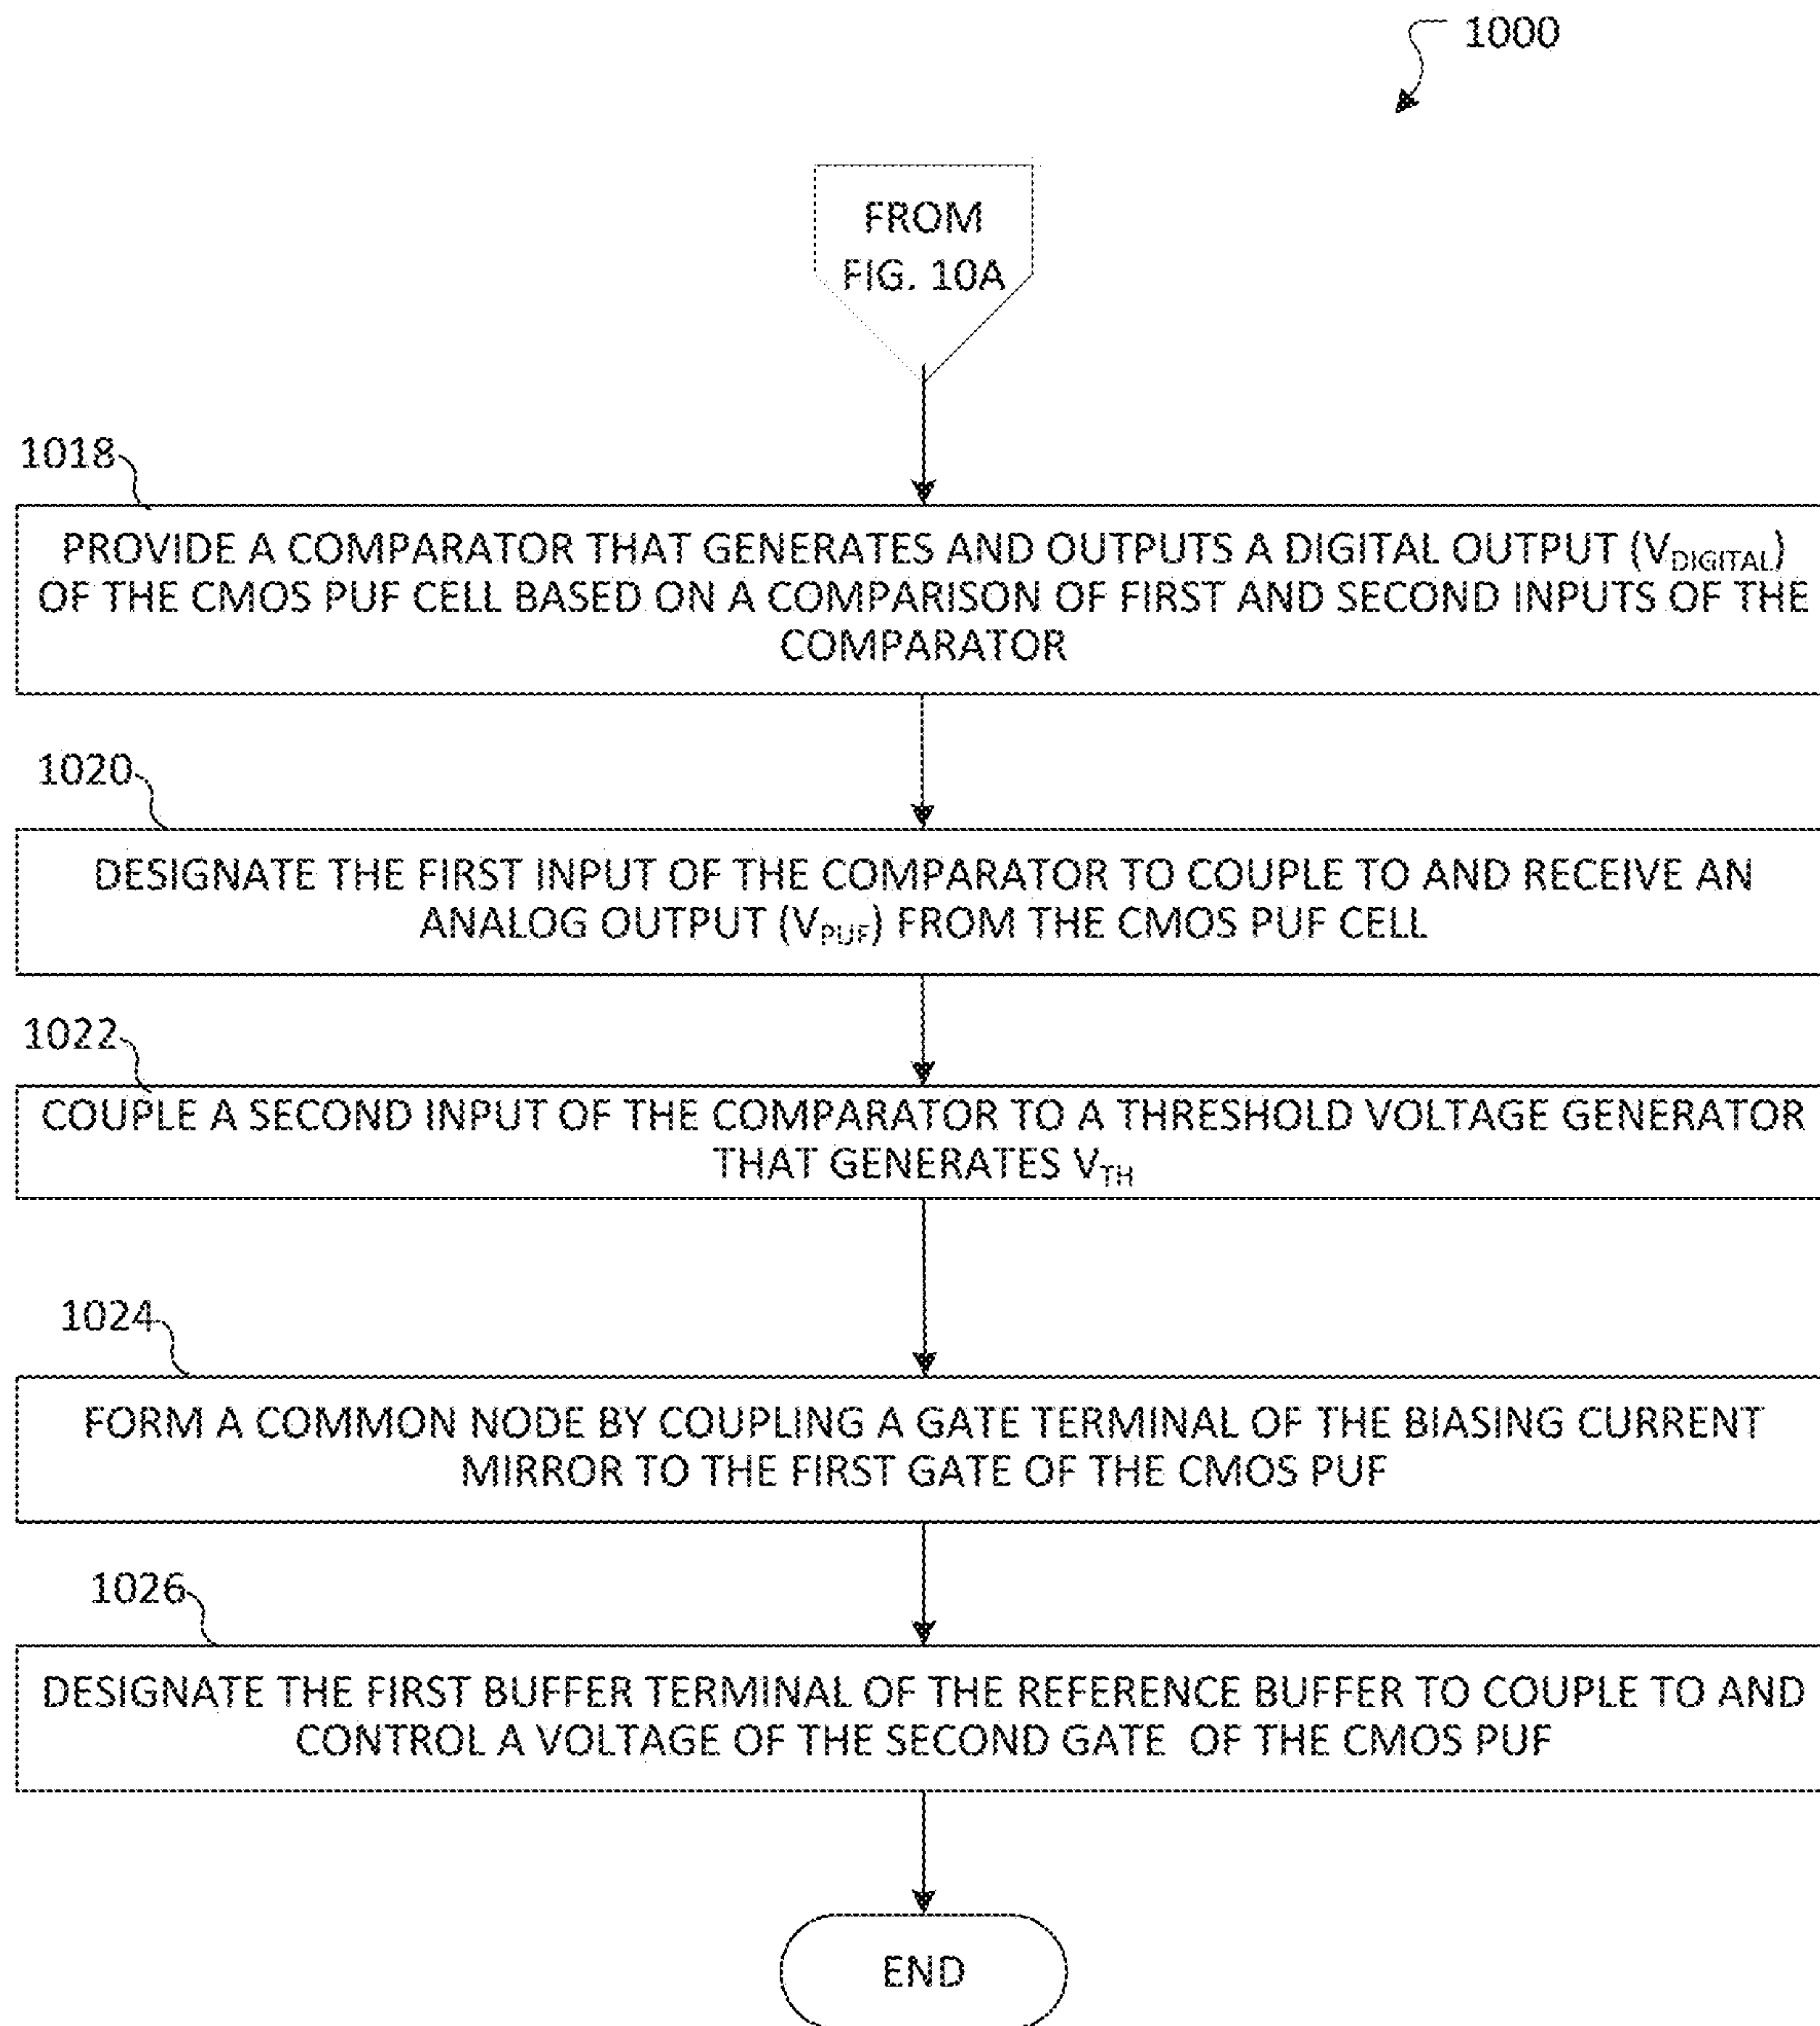 1000
FROM
FIG. 10A
1018
PROVIDE A COMPARATOR THAT GENERATES AND OUTPUTS A DIGITAL OUTPUT (VDIGITAL)
OF THE CMOS PUF CELL BASED ON A COMPARISON OF FIRST AND SECOND INPUTS OF THE
COMPARATOR
1020
DESIGNATE THE FIRST INPUT OF THE COMPARATOR TO COUPLE TO AND RECEIVE AN
ANALOG OUTPUT (VPUF) FROM THE CMOS PUF CELL
1022
COUPLE A SECOND INPUT OF THE COMPARATOR TO A THRESHOLD VOLTAGE GENERATOR
THAT GENERATES VTH
1024
FORM A COMMON NODE BY COUPLING A GATE TERMINAL OF THE BIASING CURRENT
MIRROR TO THE FIRST GATE OF THE CMOS PUF
1026
DESIGNATE THE FIRST BUFFER TERMINAL OF THE REFERENCE BUFFER TO COUPLE TO AND
CONTROL A VOLTAGE OF THE SECOND GATE OF THE CMOS PUF
END